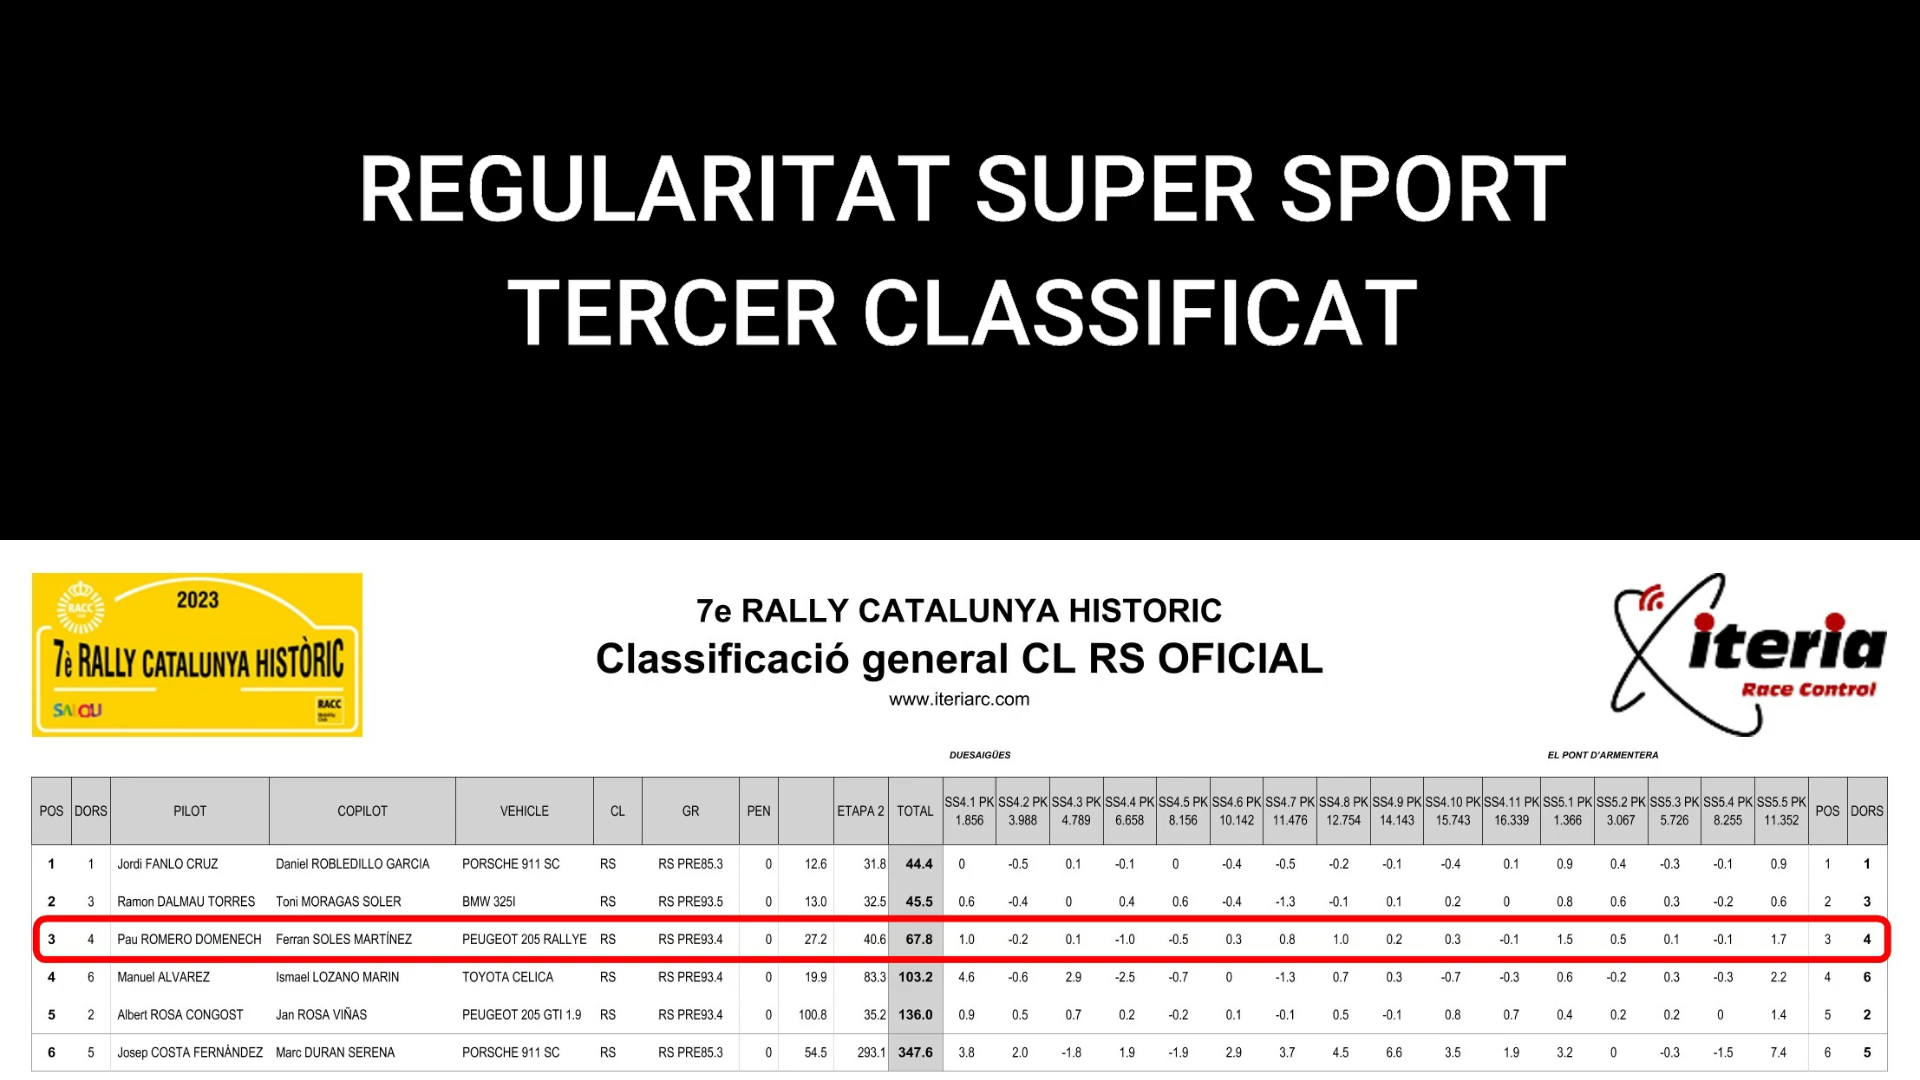 REGULARITAT SUPER SPORT
TERCER CLASSIFICAT
RACC
2023
7è RALLY CATALUNYA HISTÒRIC
SALOU
RACC
7e RALLY CATALUNYA HISTORIC
Classificació general CL RS OFICIAL
www.iteriarc.com
iteria
Race Control
DUESAIGÜES EL PONT D'ARMENTERA
POS DORS PILOT COPILOT VEHICLE CL GR PEN ETAPA 2 TOTAL SS4.1 PK 1.856 SS4.2 PK 3.988 SS4.3 PK 4.789 SS4.4 PK 6.658 SS4.5 PK 8.156 SS4.6 PK 10.142 SS4.7 PK 11.476 SS4.8 PK 12.754 SS4.9 PK 14.143 SS4.10 PK 15.743 SS4.11 PK 16.339 SS5.1 PK 1.366 SS5.2 PK 3.067 SS5.3 PK 5.726 SS5.4 PK 8.255 SS5.5 PK 11.352 POS DORS
1 1 Jordi FANLO CRUZ Daniel ROBLEDILLO GARCIA PORSCHE 911 SC RS RS PRE85.3 0 12.6 31.8 44.4 0 -0.5 0.1 -0.1 0 -0.4 -0.5 -0.2 -0.1 -0.4 0.1 0.9 0.4 -0.3 -0.1 0.9 1 1
2 3 Ramon DALMAU TORRES Toni MORAGAS SOLER BMW 325I RS RS PRE93.5 0 13.0 32.5 45.5 0.6 -0.4 0 0.4 0.6 -0.4 -1.3 -0.1 0.1 0.2 0 0.8 0.6 0.3 -0.2 0.6 2 3
3 4 Pau ROMERO DOMENECH Ferran SOLES MARTÍNEZ PEUGEOT 205 RALLYE RS RS PRE93.4 0 27.2 40.6 67.8 1.0 -0.2 0.1 -1.0 -0.5 0.3 0.8 1.0 0.2 0.3 -0.1 1.5 0.5 0.1 -0.1 1.7 3 4
4 6 Manuel ALVAREZ Ismael LOZANO MARIN TOYOTA CELICA RS RS PRE93.4 0 19.9 83.3 103.2 4.6 -0.6 2.9 -2.5 -0.7 0 -1.3 0.7 0.3 -0.7 -0.3 0.6 -0.2 0.3 -0.3 2.2 4 6
5 2 Albert ROSA CONGOST Jan ROSA VIÑAS PEUGEOT 205 GTI 1.9 RS RS PRE93.4 0 100.8 35.2 136.0 0.9 0.5 0.7 0.2 -0.2 0.1 -0.1 0.5 -0.1 0.8 0.7 0.4 0.2 0.2 0 1.4 5 2
6 5 Josep COSTA FERNÁNDEZ Marc DURAN SERENA PORSCHE 911 SC RS RS PRE85.3 0 54.5 293.1 347.6 3.8 2.0 -1.8 1.9 -1.9 2.9 3.7 4.5 6.6 3.5 1.9 3.2 0 -0.3 -1.5 7.4 6 5